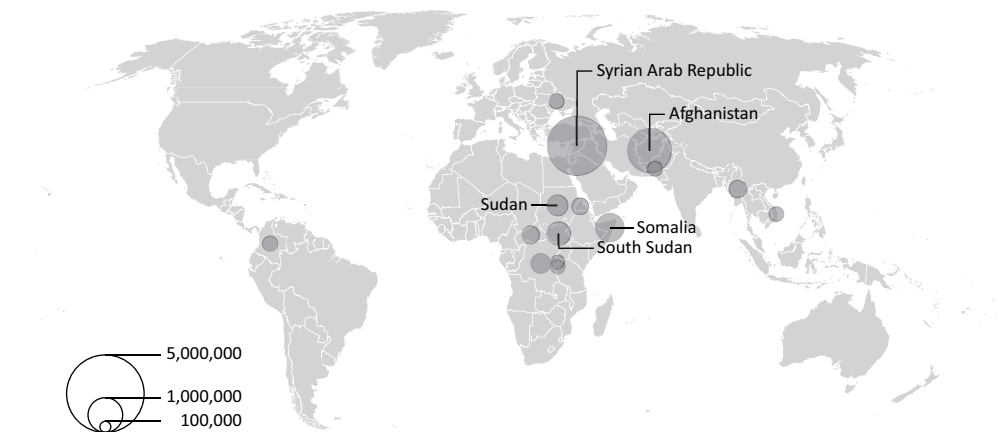 Syrian Arab Republic
Afghanistan
Sudan
Somalia
South Sudan
5,000,000
1,000,000
100,000